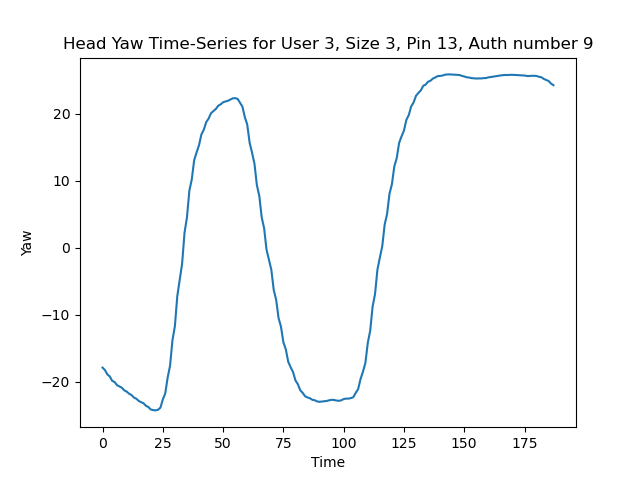 Head Yaw Time-Series for User 3, Size 3, Pin 13, Auth number 9
20
10
0
−10
−20
Yaw
0 25 50 75 100 125 150 175
Time